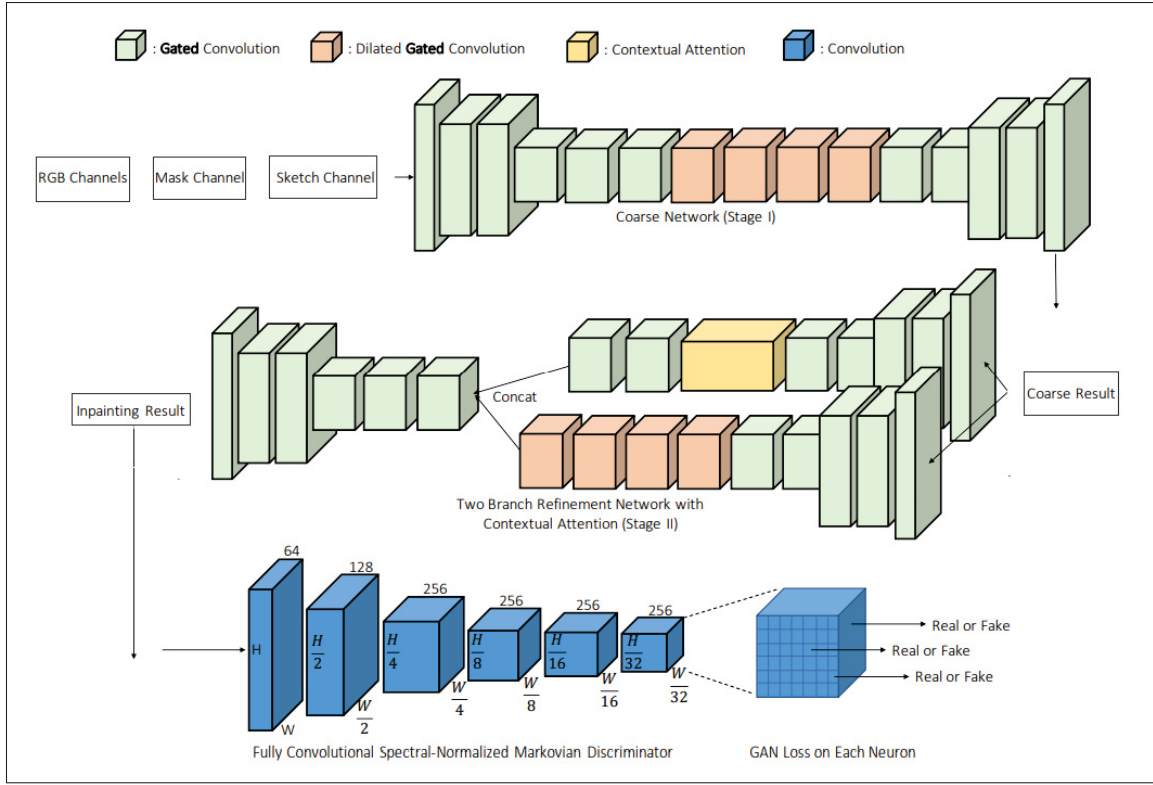 : Gated Convolution
: Dilated Gated Convolution
: Contextual Attention
: Convolution
RGB Channels
Mask Channel
Sketch Channel
Coarse Network (Stage I)
Concat
Inpainting Result
Coarse Result
Two Branch Refinement Network with
Contextual Attention (Stage II)
64
128
256
256
256
256
H
H/2
H/4
H/8
H/16
H/32
W
W/2
W/4
W/8
W/16
W/32
Real or Fake
Real or Fake
Real or Fake
Fully Convolutional Spectral-Normalized Markovian Discriminator
GAN Loss on Each Neuron